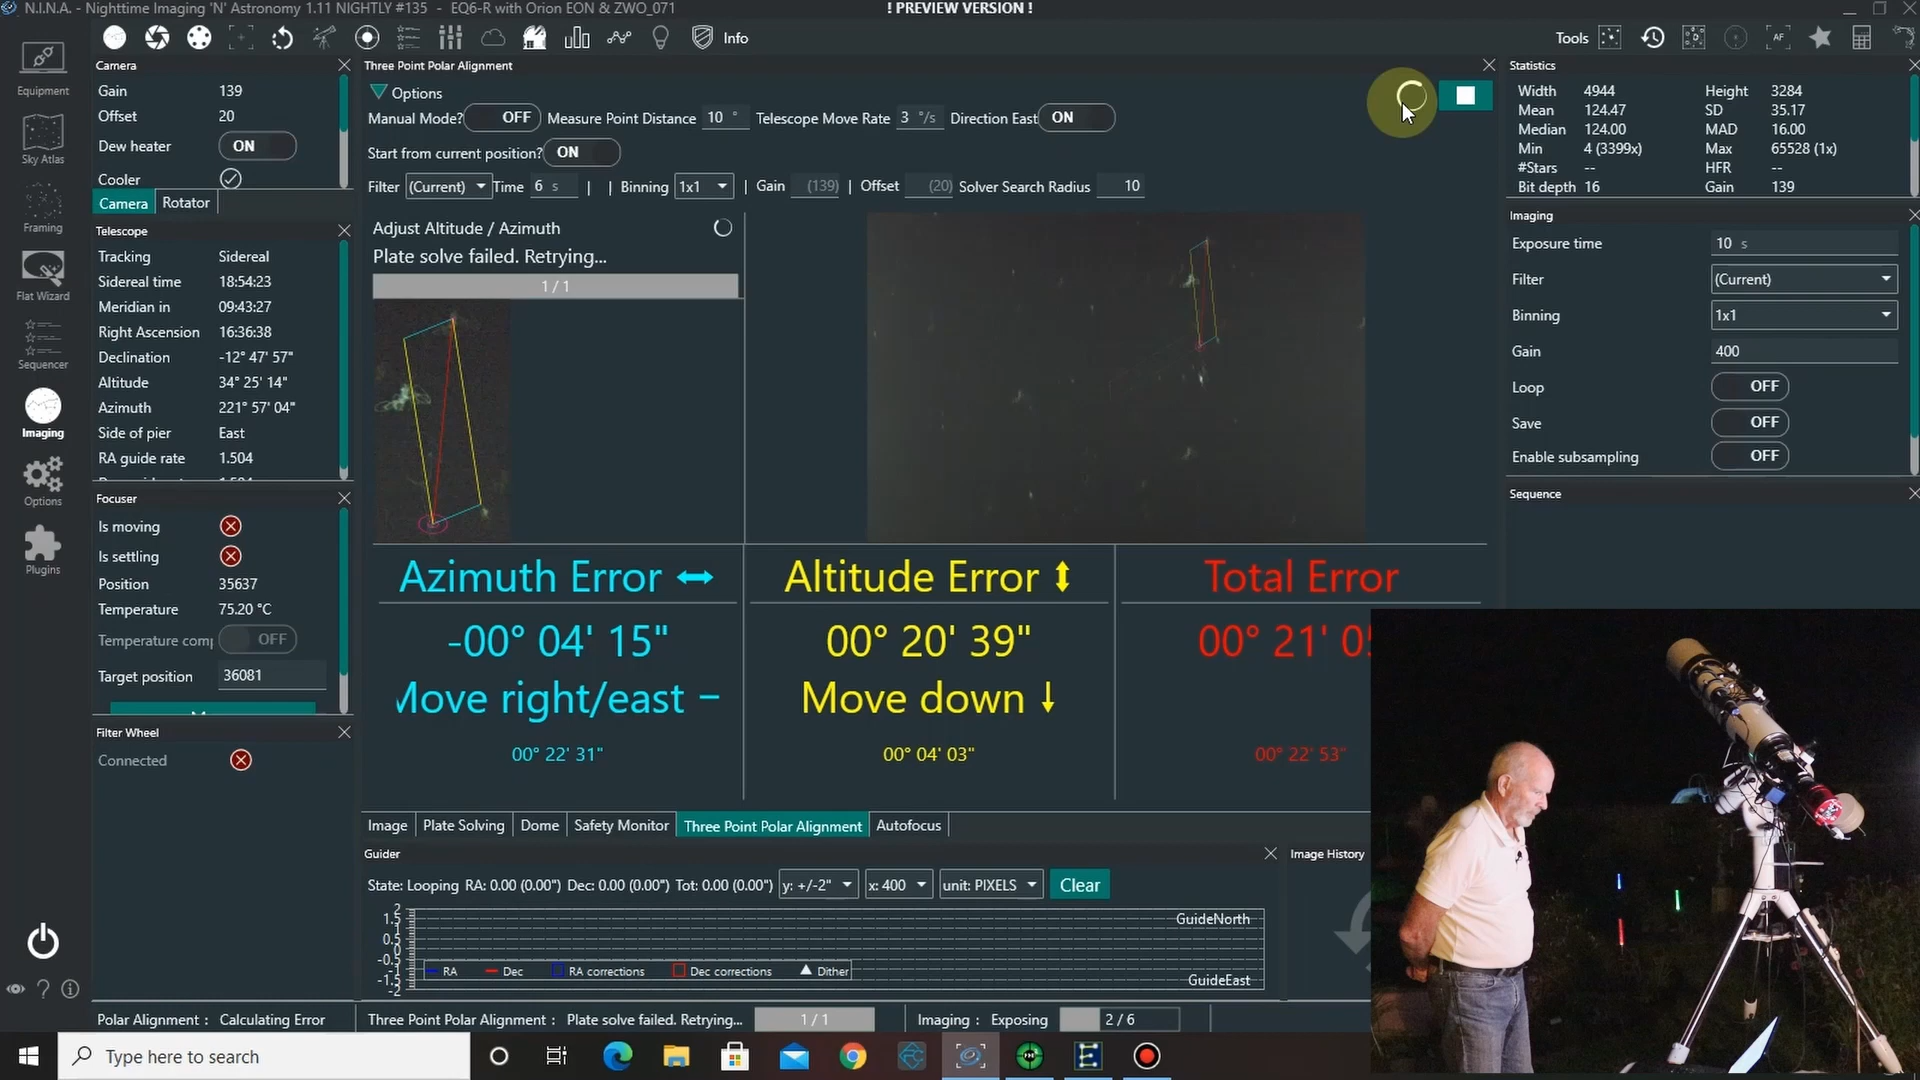 N.I.N.A. - Nighttime Imaging 'N' Astronomy 1.11 NIGHTLY #135 - EQ6-R with Orion EON & ZWO_071
! PREVIEW VERSION !
Info
Tools
AF
Equipment
Sky Atlas
Framing
Flat Wizard
Sequencer
Imaging
Options
Plugins
Camera
Gain 139
Offset 20
Dew heater ON
Cooler
Camera Rotator
Telescope
Tracking Sidereal
Sidereal time 18:54:23
Meridian in 09:43:27
Right Ascension 16:36:38
Declination -12° 47' 57"
Altitude 34° 25' 14"
Azimuth 221° 57' 04"
Side of pier East
RA guide rate 1.504
Focuser
Is moving
Is settling
Position 35637
Temperature 75.20 °C
Temperature comp OFF
Target position 36081
Filter Wheel
Connected
Three Point Polar Alignment
Options
Manual Mode? OFF Measure Point Distance 10 ° Telescope Move Rate 3 °/s Direction East ON
Start from current position? ON
Filter (Current) Time 6 s | | Binning 1x1 | Gain (139) | Offset (20) Solver Search Radius 10
Adjust Altitude / Azimuth
Plate solve failed. Retrying...
1 / 1
Azimuth Error
-00° 04' 15"
Move right/east
00° 22' 31"
Altitude Error
00° 20' 39"
Move down
00° 04' 03"
Total Error
00° 21'
00° 22' 53"
Image Plate Solving Dome Safety Monitor Three Point Polar Alignment Autofocus
Guider
State: Looping RA: 0.00 (0.00") Dec: 0.00 (0.00") Tot: 0.00 (0.00") y: +/-2" x: 400 unit: PIXELS Clear
2
1.5
0.5
-0.5
-1
-1.5
-2
GuideNorth
RA Dec RA corrections Dec corrections Dither
GuideEast
Image History
Statistics
Width 4944 Height 3284
Mean 124.47 SD 35.17
Median 124.00 MAD 16.00
Min 4 (3399x) Max 65528 (1x)
#Stars -- HFR --
Bit depth 16 Gain 139
Imaging
Exposure time 10 s
Filter (Current)
Binning 1x1
Gain 400
Loop OFF
Save OFF
Enable subsampling OFF
Sequence
Polar Alignment : Calculating Error
Three Point Polar Alignment : Plate solve failed. Retrying... 1 / 1
Imaging : Exposing 2 / 6
Type here to search